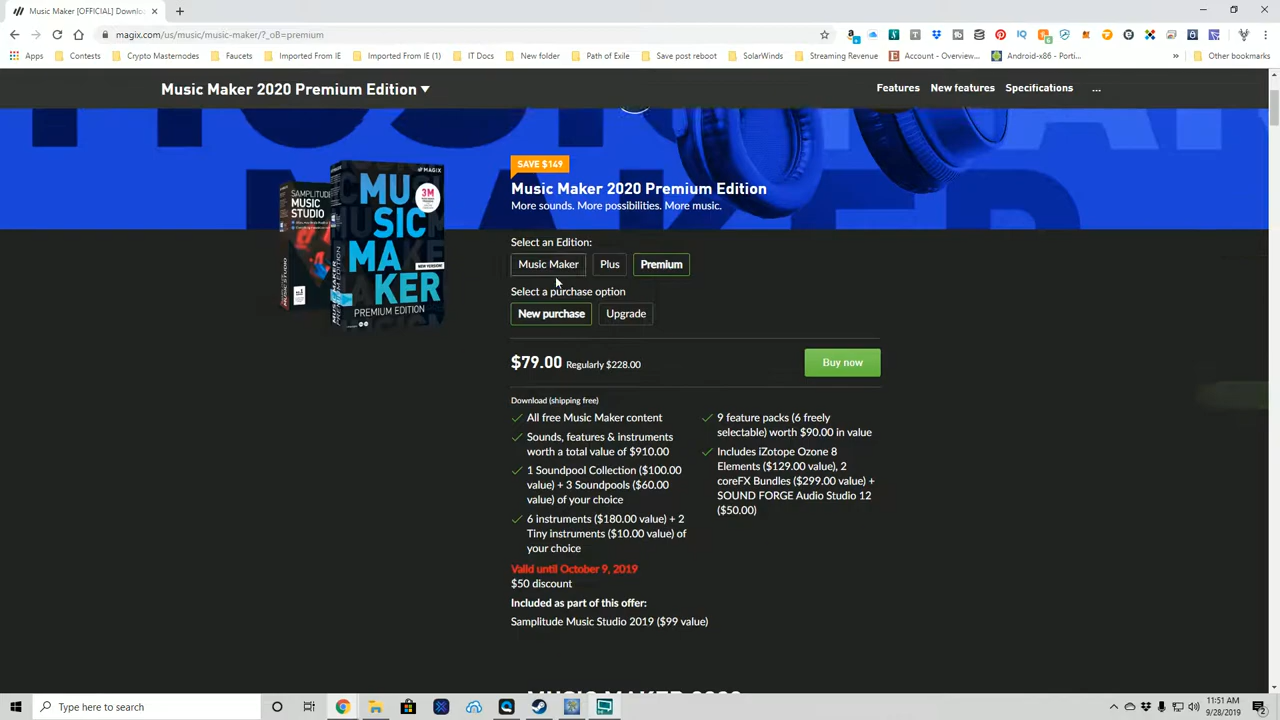 Music Maker [OFFICIAL] Downlo
magix.com/us/music/music-maker/?_oB=premium
Apps
Contests
Crypto Masternodes
Faucets
Imported From IE
Imported From IE (1)
IT Docs
New folder
Path of Exile
Save post reboot
SolarWinds
Streaming Revenue
Account - Overview...
Android-x86 - Porti...
»
Other bookmarks
Music Maker 2020 Premium Edition
Features
New features
Specifications
...
SAVE $149
Music Maker 2020 Premium Edition
More sounds. More possibilities. More music.
MAGIX
MU
SIC
MA
KER
3M
NEW VERSION!
PREMIUM EDITION
SAMPLITUDE
MUSIC
STUDIO
Select an Edition:
Music Maker
Plus
Premium
Select a purchase option
New purchase
Upgrade
$79.00 Regularly $228.00
Buy now
Download (shipping free)
All free Music Maker content
Sounds, features & instruments
worth a total value of $910.00
1 Soundpool Collection ($100.00
value) + 3 Soundpools ($60.00
value) of your choice
6 instruments ($180.00 value) + 2
Tiny instruments ($10.00 value) of
your choice
9 feature packs (6 freely
selectable) worth $90.00 in value
Includes iZotope Ozone 8
Elements ($129.00 value), 2
coreFX Bundles ($299.00 value) +
SOUND FORGE Audio Studio 12
($50.00)
Valid until October 9, 2019
$50 discount
Included as part of this offer:
Samplitude Music Studio 2019 ($99 value)
Type here to search
11:51 AM
9/28/2019